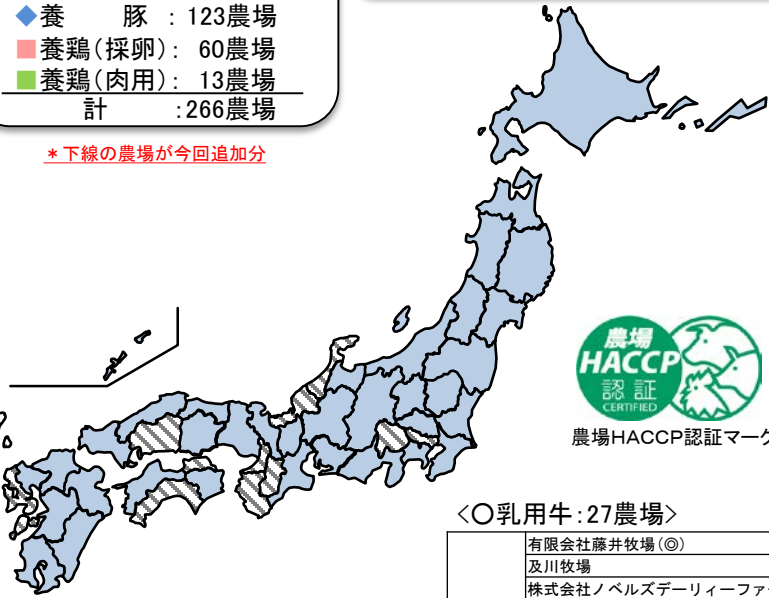 ◆養　豚　: 123農場
■養鶏(採卵): 60農場
■養鶏(肉用): 13農場
計　:266農場
＊下線の農場が今回追加分
農場
HACCP
認証
CERTIFIED
農場HACCP認証マーク
<〇乳用牛:27農場>
有限会社藤井牧場(◎)
及川牧場
株式会社ノベルズデーリィーファ